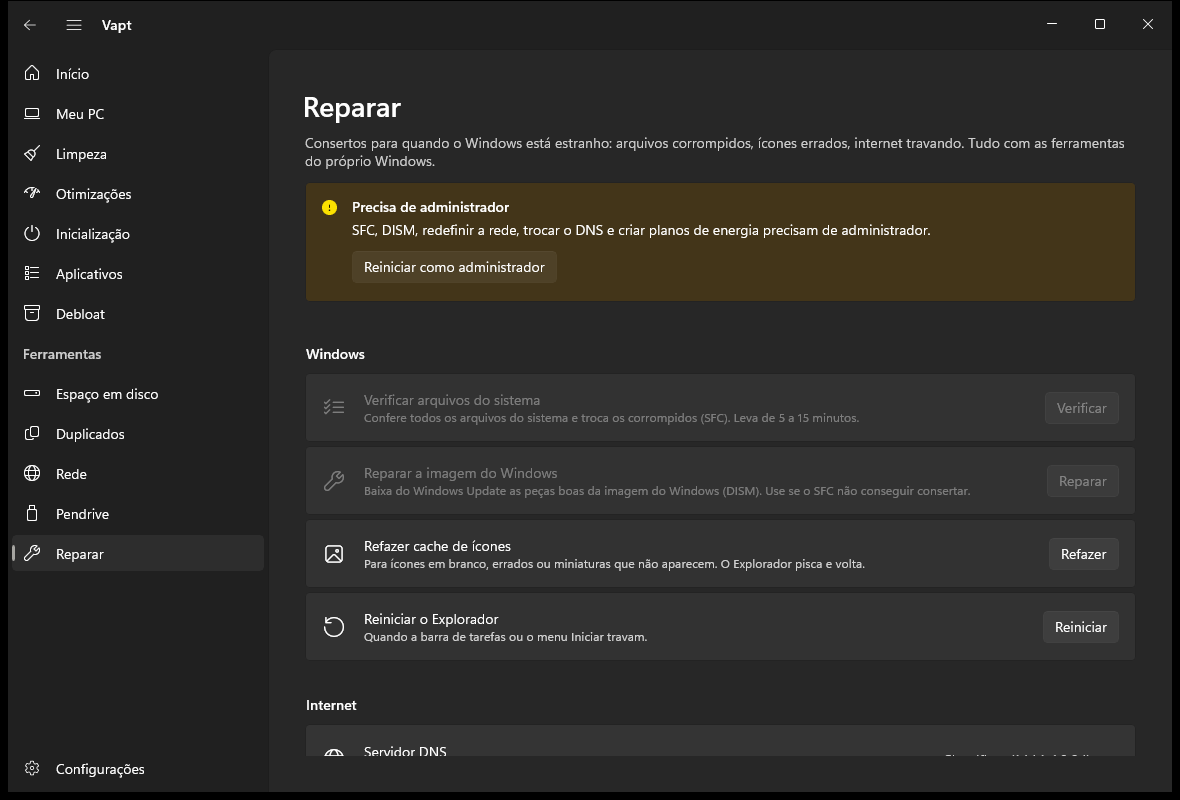 Vapt
Início
Meu PC
Limpeza
Otimizações
Inicialização
Aplicativos
Debloat
Ferramentas
Espaço em disco
Duplicados
Rede
Pendrive
Reparar
Configurações
Reparar
Consertos para quando o Windows está estranho: arquivos corrompidos, ícones errados, internet travando. Tudo com as ferramentas
do próprio Windows.
Precisa de administrador
SFC, DISM, redefinir a rede, trocar o DNS e criar planos de energia precisam de administrador.
Reiniciar como administrador
Windows
Verificar arquivos do sistema
Confere todos os arquivos do sistema e troca os corrompidos (SFC). Leva de 5 a 15 minutos.
Verificar
Reparar a imagem do Windows
Baixa do Windows Update as peças boas da imagem do Windows (DISM). Use se o SFC não conseguir consertar.
Reparar
Refazer cache de ícones
Para ícones em branco, errados ou miniaturas que não aparecem. O Explorador pisca e volta.
Refazer
Reiniciar o Explorador
Quando a barra de tarefas ou o menu Iniciar travam.
Reiniciar
Internet
Servidor DNS